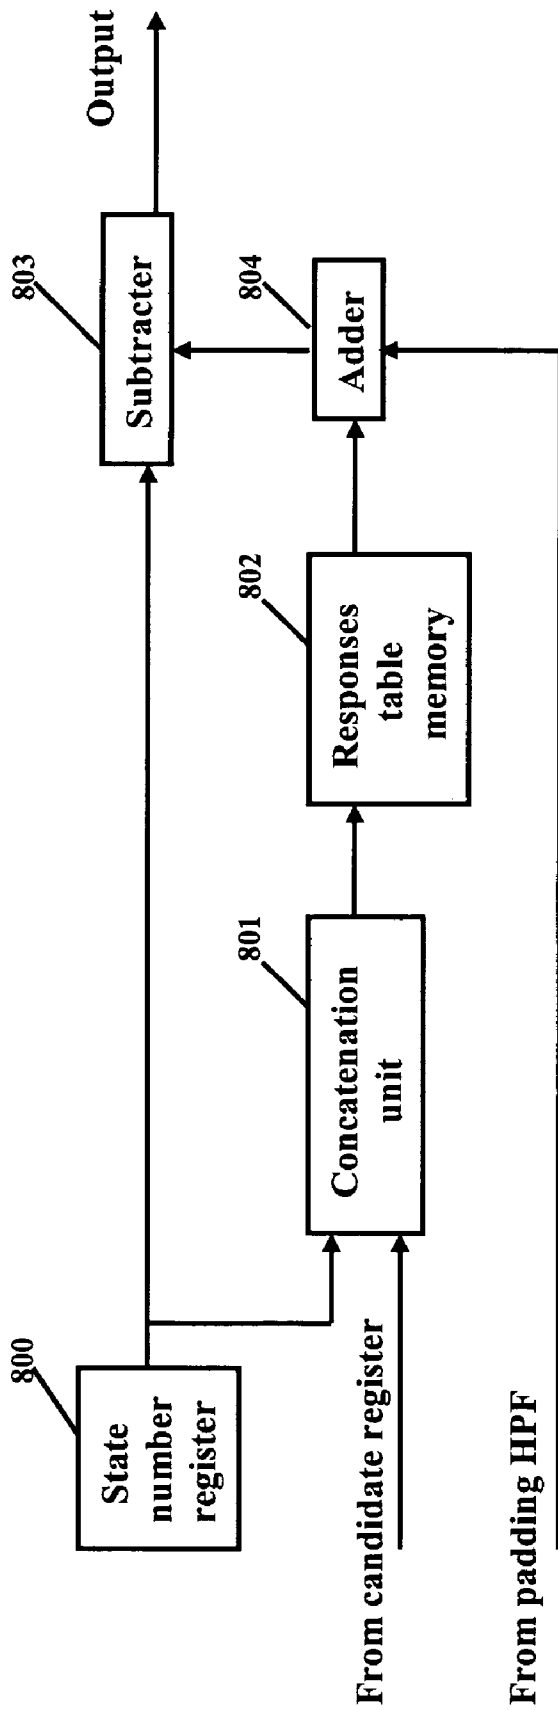 800
State
number
register
801
Concatenation
unit
802
Responses
table
memory
803
Subtracter
804
Adder
Output
From candidate register
From padding HPF